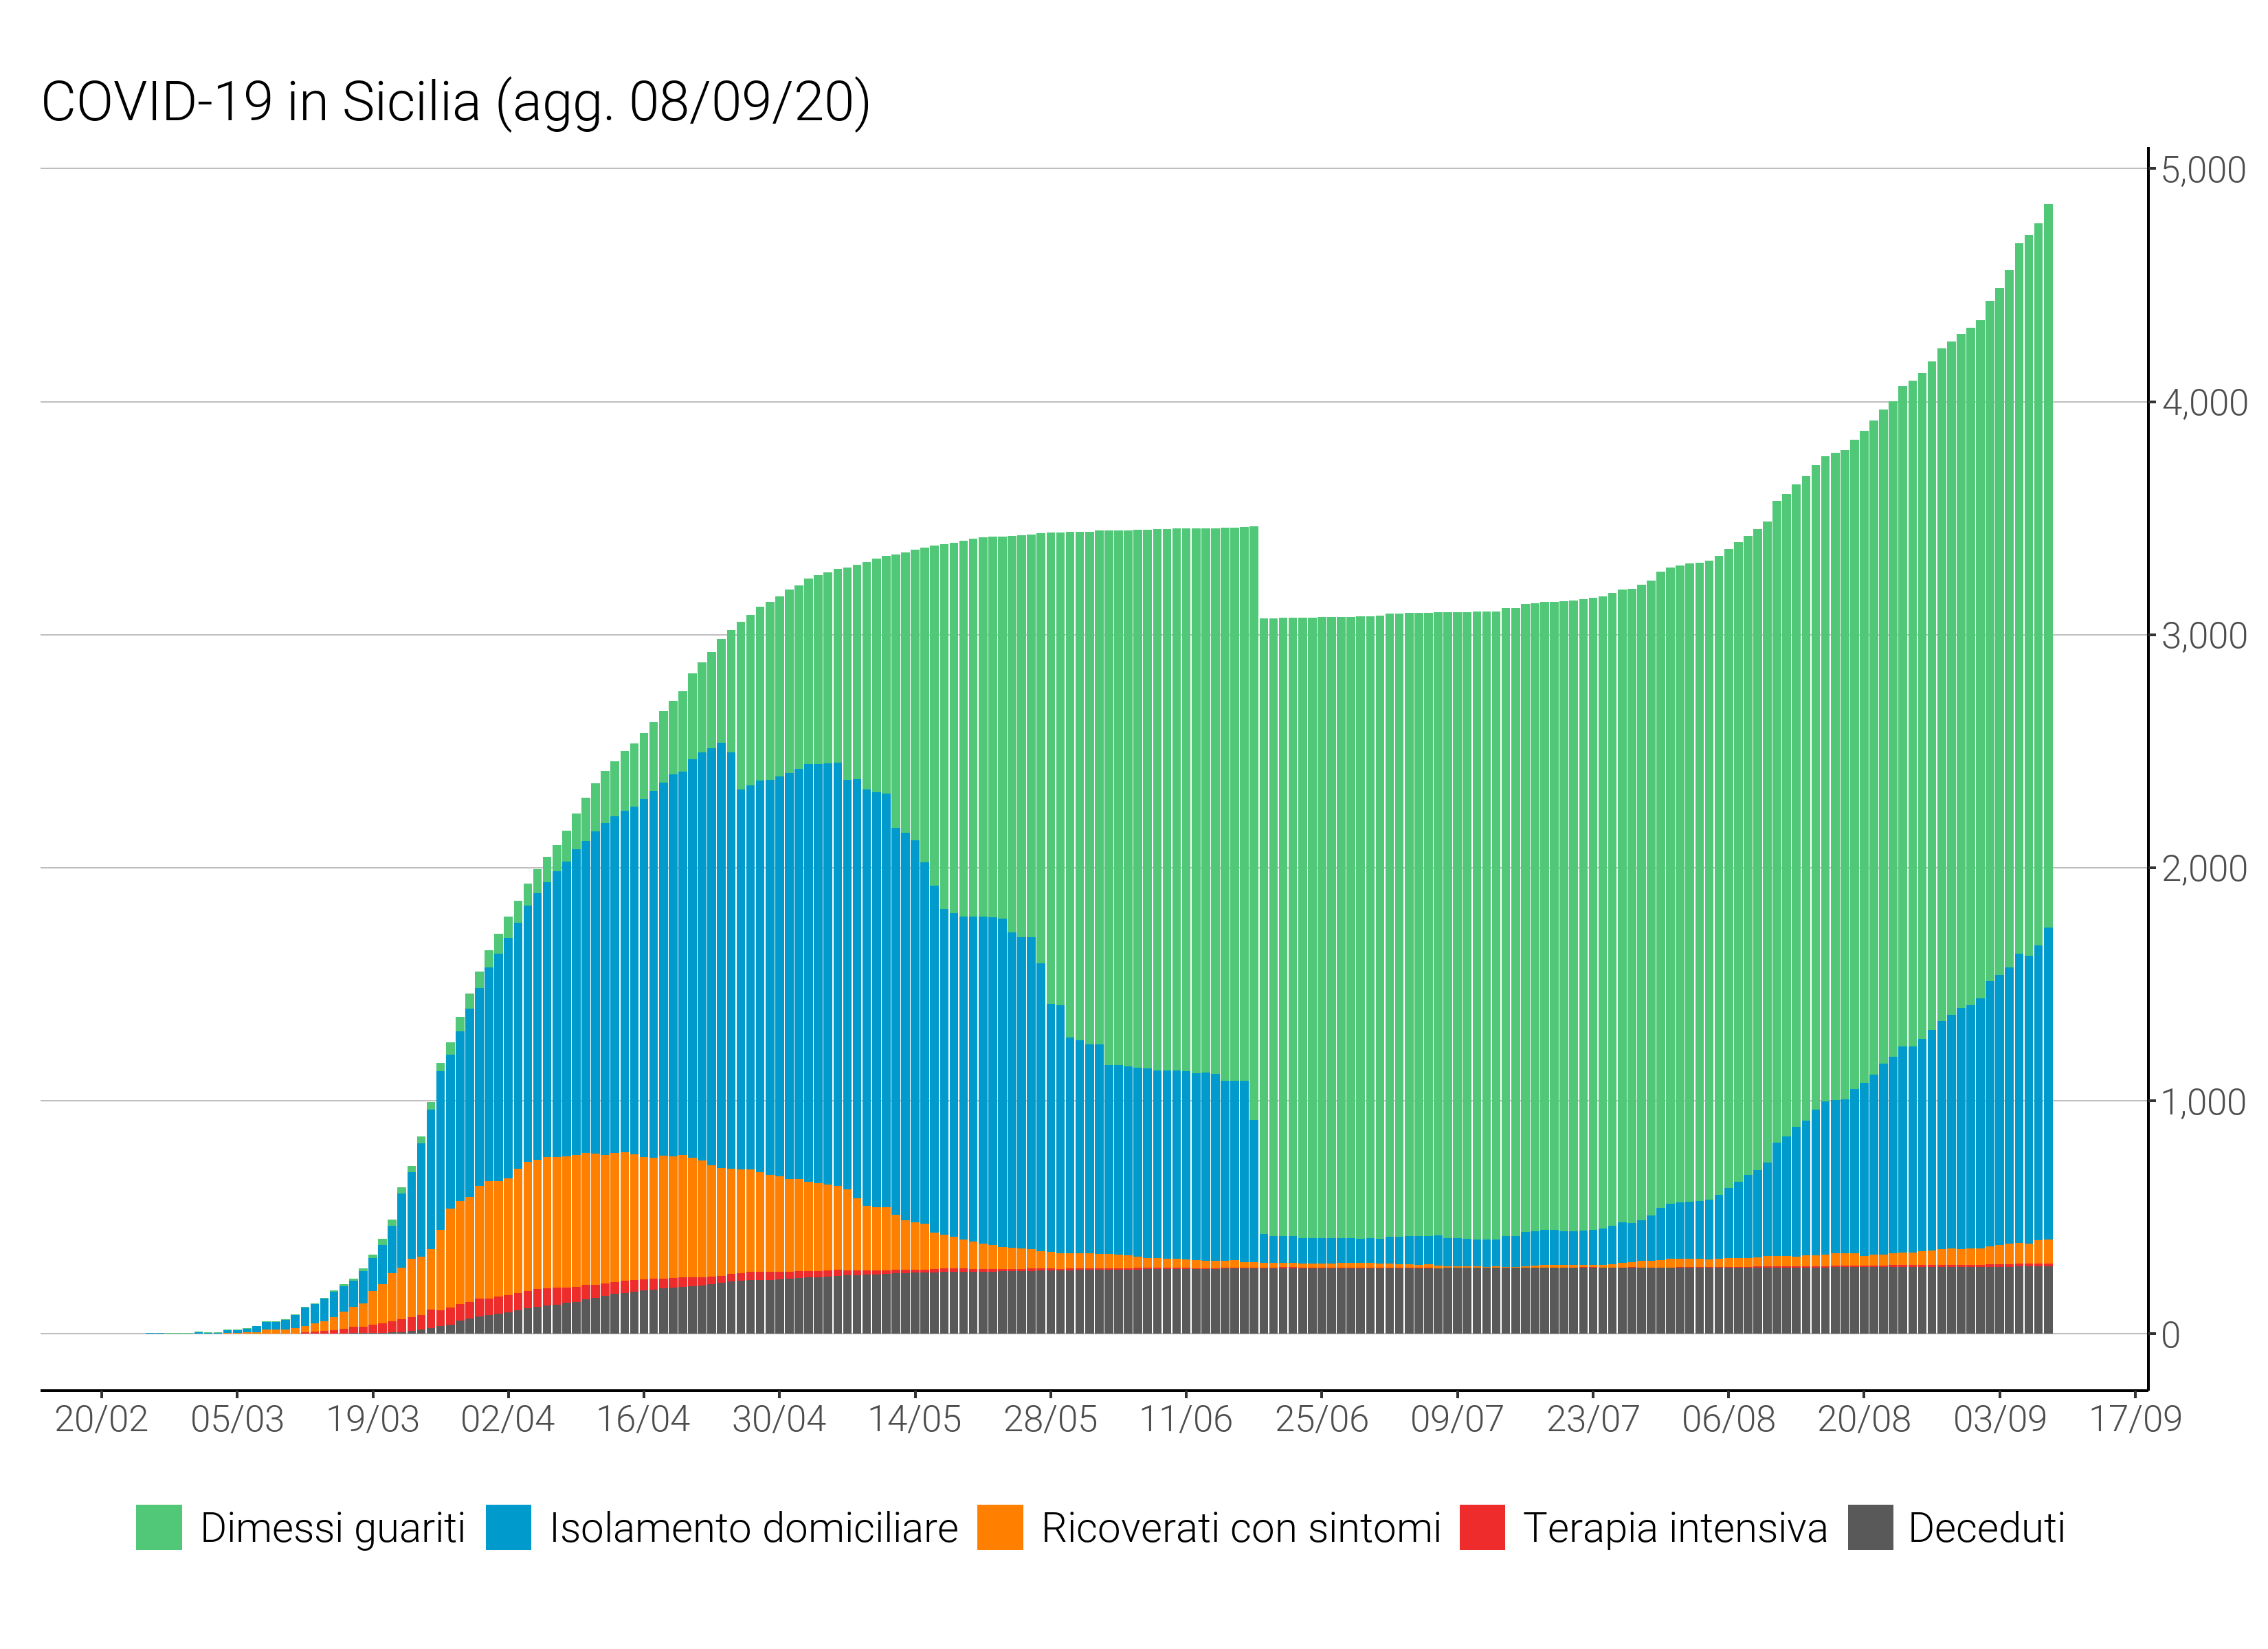 COVID-19 in Sicilia (agg. 08/09/20)
5,000
4,000
3,000
2,000
1,000
0
20/02 05/03 19/03 02/04 16/04 30/04 14/05 28/05 11/06 25/06 09/07 23/07 06/08 20/08 03/09 17/09
Dimessi guariti Isolamento domiciliare Ricoverati con sintomi Terapia intensiva Deceduti